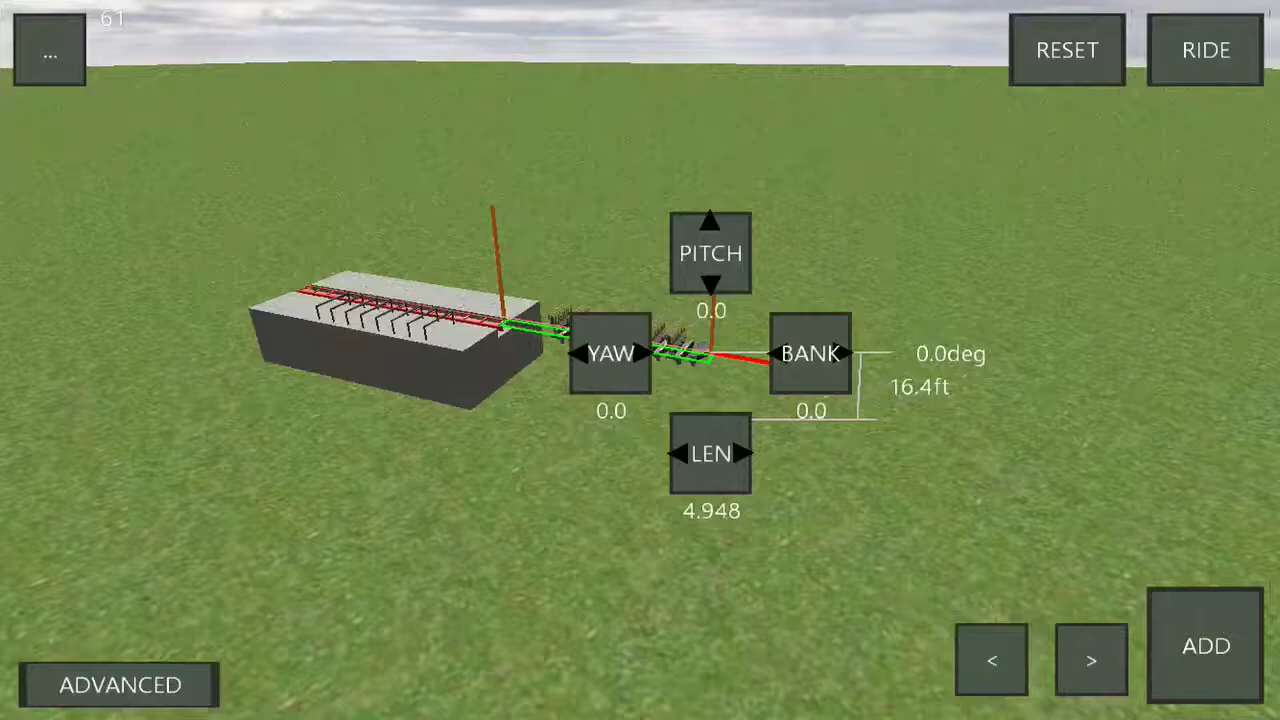 61
...
RESET
RIDE
PITCH
0.0
YAW
BANK
0.0deg
16.4ft
0.0
0.0
LEN
4.948
ADD
<
>
ADVANCED